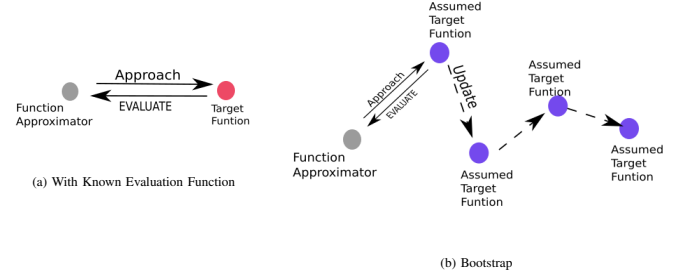 Approach
EVALUATE
Function
Approximator
Target
Funtion
(a) With Known Evaluation Function
Assumed
Target
Funtion
Approach
EVALUATE
Update
Function
Approximator
Assumed
Target
Funtion
Assumed
Target
Funtion
Assumed
Target
Funtion
(b) Bootstrap